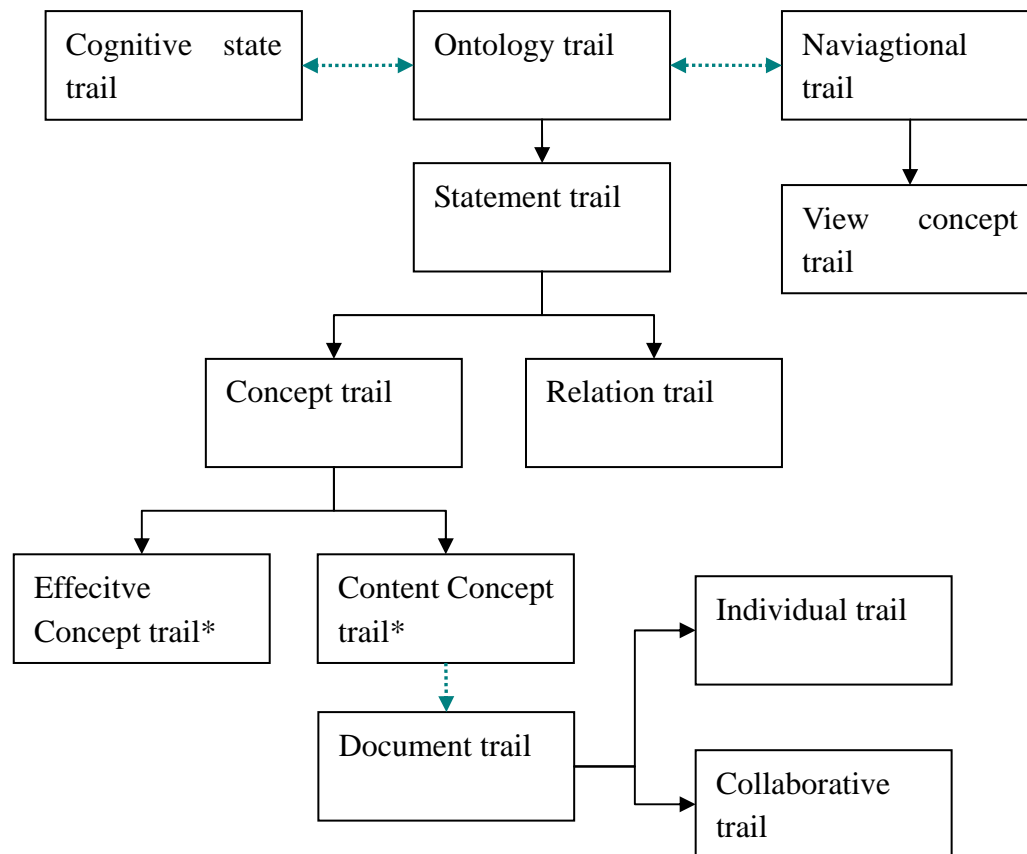 Cognitive state
trail
Ontology trail
Naviagtional
trail
Statement trail
View concept
trail
Concept trail
Relation trail
Effecitve
Concept trail*
Content Concept
trail*
Individual trail
Document trail
Collaborative
trail